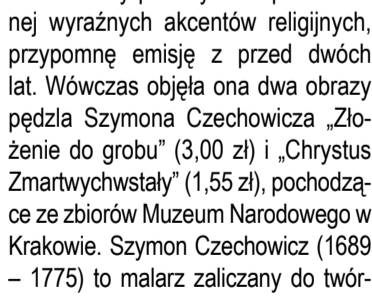 nej wyraźnych akcentów religijnych,
przypomnę emisję z przed dwóch
lat. Wówczas objęła ona dwa obrazy
pędzla Szymona Czechowicza „Zło-
żenie do grobu” (3,00 zł) i „Chrystus
Zmartwychwstały” (1,55 zł), pochodzą-
ce ze zbiorów Muzeum Narodowego w
Krakowie. Szymon Czechowicz (1689
– 1775) to malarz zaliczany do twór-